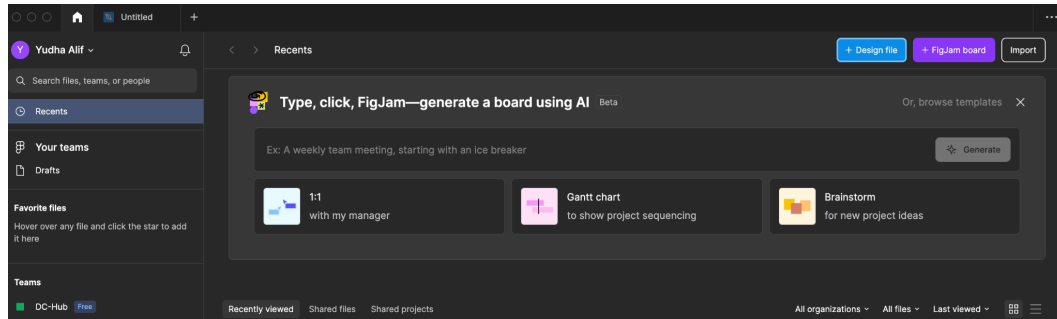 Untitled
Y Yudha Alif
Search files, teams, or people
Recents
Your teams
Drafts
Favorite files
Hover over any file and click the star to add
it here
Teams
DC-Hub Free
Recents
+ Design file
+ FigJam board
Import
Type, click, FigJam—generate a board using AI Beta
Or, browse templates
Ex: A weekly team meeting, starting with an ice breaker
Generate
1:1
with my manager
Gantt chart
to show project sequencing
Brainstorm
for new project ideas
Recently viewed Shared files Shared projects
All organizations All files Last viewed